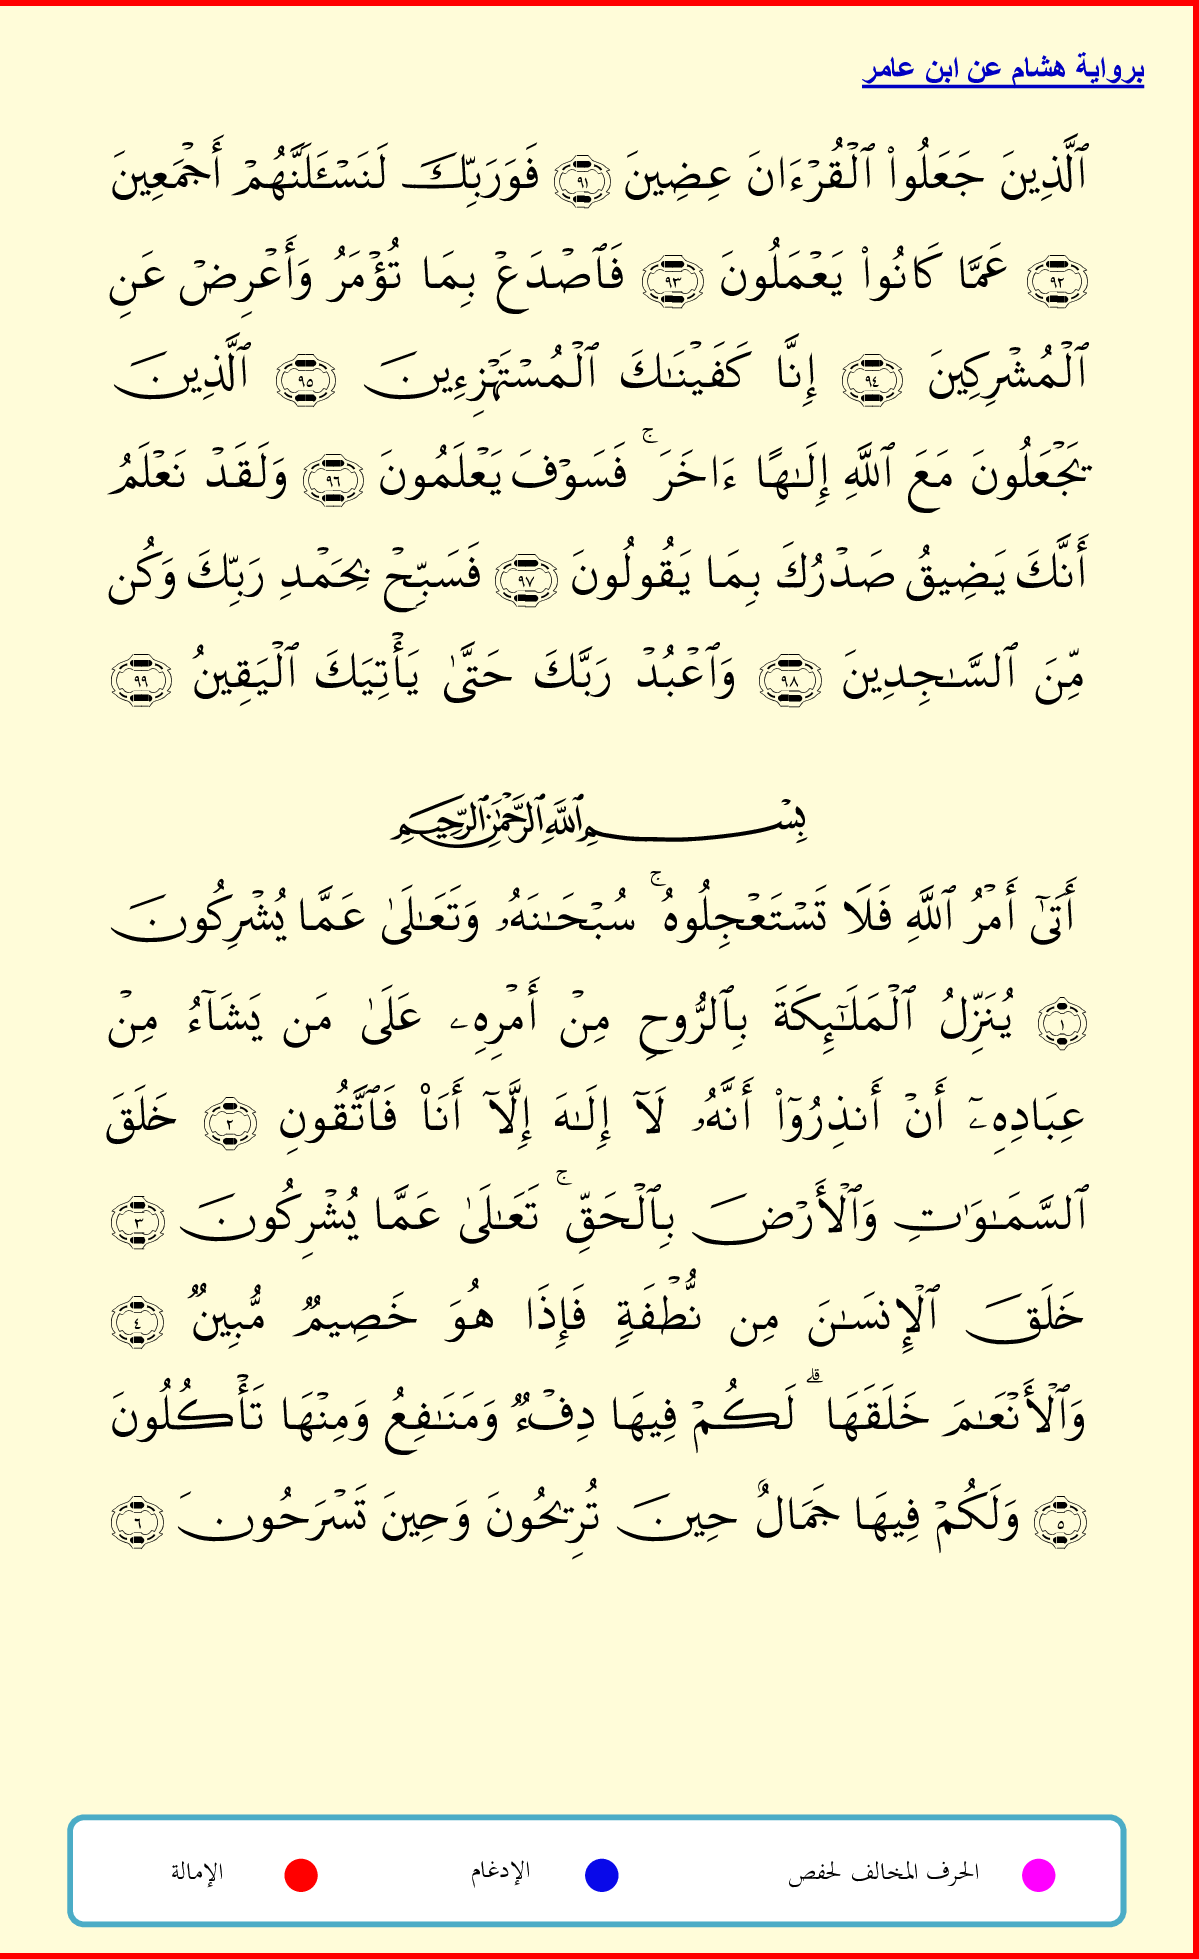 برواية هشام عن ابن عامر
ٱلَّذِينَ جَعَلُوا۟ ٱلْقُرْءَانَ عِضِينَ ٩١ فَوَرَبِّكَ لَنَسْـَٔلَنَّهُمْ أَجْمَعِينَ
٩٢ عَمَّا كَانُوا۟ يَعْمَلُونَ ٩٣ فَٱصْدَعْ بِمَا تُؤْمَرُ وَأَعْرِضْ عَنِ
ٱلْمُشْرِكِينَ ٩٤ إِنَّا كَفَيْنَـٰكَ ٱلْمُسْتَهْزِءِينَ ٩٥ ٱلَّذِينَ
يَجْعَلُونَ مَعَ ٱللَّهِ إِلَـٰهًا ءَاخَرَ ۚ فَسَوْفَ يَعْلَمُونَ ٩٦ وَلَقَدْ نَعْلَمُ
أَنَّكَ يَضِيقُ صَدْرُكَ بِمَا يَقُولُونَ ٩٧ فَسَبِّحْ بِحَمْدِ رَبِّكَ وَكُن
مِّنَ ٱلسَّـٰجِدِينَ ٩٨ وَٱعْبُدْ رَبَّكَ حَتَّىٰ يَأْتِيَكَ ٱلْيَقِينُ ٩٩
بِسْمِ ٱللَّهِ ٱلرَّحْمَـٰنِ ٱلرَّحِيمِ
أَتَىٰٓ أَمْرُ ٱللَّهِ فَلَا تَسْتَعْجِلُوهُ ۚ سُبْحَـٰنَهُۥ وَتَعَـٰلَىٰ عَمَّا يُشْرِكُونَ
١ يُنَزِّلُ ٱلْمَلَـٰٓئِكَةَ بِٱلرُّوحِ مِنْ أَمْرِهِۦ عَلَىٰ مَن يَشَآءُ مِنْ
عِبَادِهِۦٓ أَنْ أَنذِرُوٓا۟ أَنَّهُۥ لَآ إِلَـٰهَ إِلَّآ أَنَا۠ فَٱتَّقُونِ ٢ خَلَقَ
ٱلسَّمَـٰوَٰتِ وَٱلْأَرْضَ بِٱلْحَقِّ ۚ تَعَـٰلَىٰ عَمَّا يُشْرِكُونَ ٣
خَلَقَ ٱلْإِنسَـٰنَ مِن نُّطْفَةٍ فَإِذَا هُوَ خَصِيمٌ مُّبِينٌ ٤
وَٱلْأَنْعَـٰمَ خَلَقَهَا ۗ لَكُمْ فِيهَا دِفْءٌ وَمَنَـٰفِعُ وَمِنْهَا تَأْكُلُونَ
٥ وَلَكُمْ فِيهَا جَمَالٌ حِينَ تُرِيحُونَ وَحِينَ تَسْرَحُونَ ٦
الحرف المخالف لحفص الإدغام الإمالة